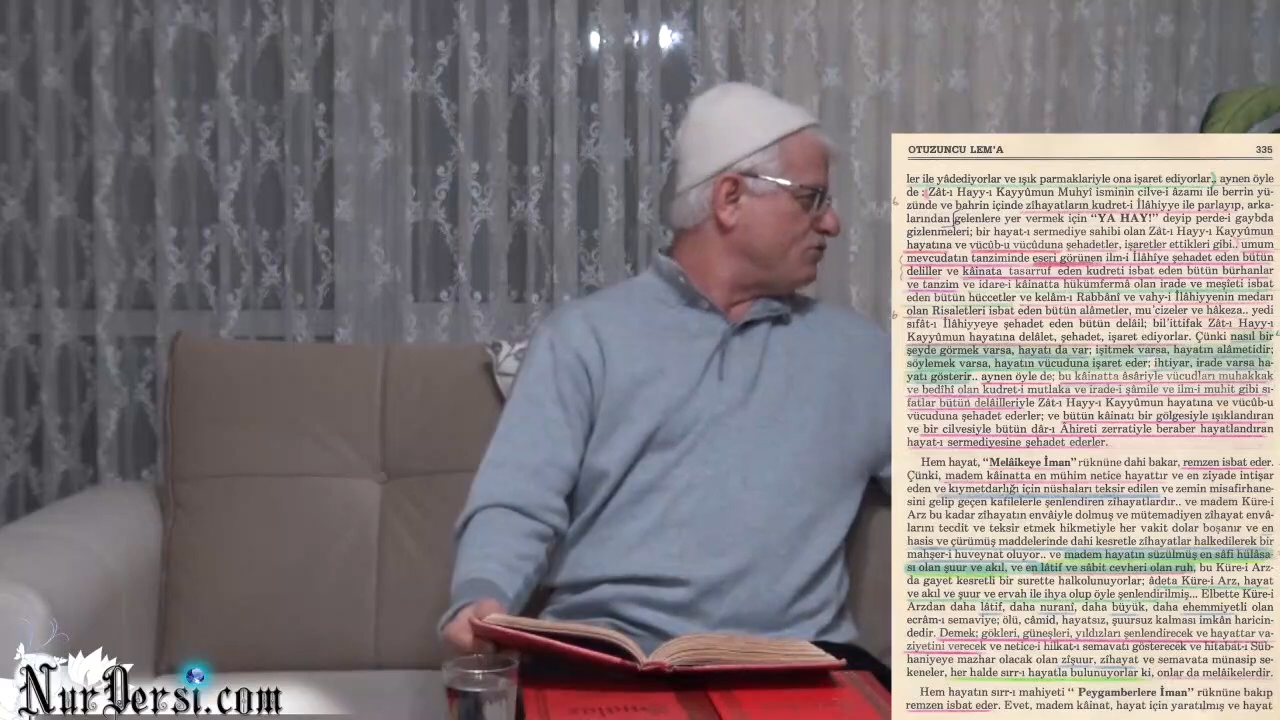 OTUZUNCU LEM'A 335
ler ile yâdediyorlar ve ışık parmaklariyle ona işaret ediyorlar, aynen öyle
de : Zât-ı Hayy-ı Kayyûmun Muhyî isminin cilve-i âzamı ile berrin yü-
zünde ve bahrin içinde zîhayatların kudret-i İlâhiyye ile parlayıp, arka-
larından gelenlere yer vermek için "YA HAY!" deyip perde-i gaybda
gizlenmeleri; bir hayat-ı sermediye sahibi olan Zât-ı Hayy-ı Kayyûmun
hayatına ve vücûb-u vücûduna şehadetler, işaretler ettikleri gibi.. umum
mevcudatın tanziminde eseri görünen ilm-i İlâhîye şehadet eden bütün
deliller ve kâinata tasarruf eden kudreti isbat eden bütün bürhanlar
ve tanzim ve idare-i kâinatta hükümferma olan irade ve meşieti isbat
eden bütün hüccetler ve kelâm-ı Rabbânî ve vahy-i İlâhiyyenin medarı
olan Risaletleri isbat eden bütün alâmetler, mu'cizeler ve hâkeza.. yedi
sıfât-ı İlâhiyyeye şehadet eden bütün delâil; bil'ittifak Zât-ı Hayy-ı
Kayyûmun hayatına delâlet, şehadet, işaret ediyorlar. Çünki nasıl bir
şeyde görmek varsa, hayatı da var; işitmek varsa, hayatın alâmetidir;
söylemek varsa, hayatın vücuduna işaret eder; ihtiyar, irade varsa ha-
yatı gösterir.. aynen öyle de; bu kâinatta âsâriyle vücudları muhakkak
ve bedîhî olan kudret-i mutlaka ve irade-i şâmile ve ilm-i muhit gibi sı-
fatlar bütün delâilleriyle Zât-ı Hayy-ı Kayyûmun hayatına ve vücûb-u
vücuduna şehadet ederler; ve bütün kâinatı bir gölgesiyle ışıklandıran
ve bir cilvesiyle bütün dâr-ı Âhireti zerratiyle beraber hayatlandıran
hayat-ı sermediyesine şehadet ederler.
Hem hayat, "Melâikeye İman" rüknüne dahi bakar, remzen isbat eder.
Çünki, madem kâinatta en mühim netice hayattır ve en ziyade intişar
eden ve kıymetdarlığı için nüshaları teksir edilen ve zemin misafirhane-
sini gelip geçen kafilelerle şenlendiren zîhayatlardır.. ve madem Küre-i
Arz bu kadar zîhayatın envâiyle dolmuş ve mütemadiyen zîhayat envâ-
larını tecdit ve teksir etmek hikmetiyle her vakit dolar boşanır ve en
hasis ve çürümüş maddelerinde dahi kesretle zîhayatlar halkedilerek bir
mahşer-i huveynat oluyor.. ve madem hayatın süzülmüş en sâfi hülâsa-
sı olan şuur ve akıl, ve en lâtif ve sâbit cevheri olan ruh, bu Küre-i Arz-
da gayet kesretli bir surette halkolunuyorlar; âdeta Küre-i Arz, hayat
ve akıl ve şuur ve ervah ile ihya olup öyle şenlendirilmiş... Elbette Küre-i
Arzdan daha lâtif, daha nuranî, daha büyük, daha ehemmiyetli olan
ecrâm-ı semaviye; ölü, câmid, hayatsız, şuursuz kalması imkân haricin-
dedir. Demek; gökleri, güneşleri, yıldızları şenlendirecek ve hayattar va-
ziyetini verecek ve netice-i hilkat-i semavatı gösterecek ve hitabât-ı Süb-
haniyeye mazhar olacak olan zîşuur, zîhayat ve semavata münasip se-
keneler, her halde sırr-ı hayatla bulunuyorlar ki, onlar da melâikelerdir.
Hem hayatın sırr-ı mahiyeti " Peygamberlere İman" rüknüne bakıp
remzen isbat eder. Evet, madem kâinat, hayat için yaratılmış ve hayat
NurDersi.com